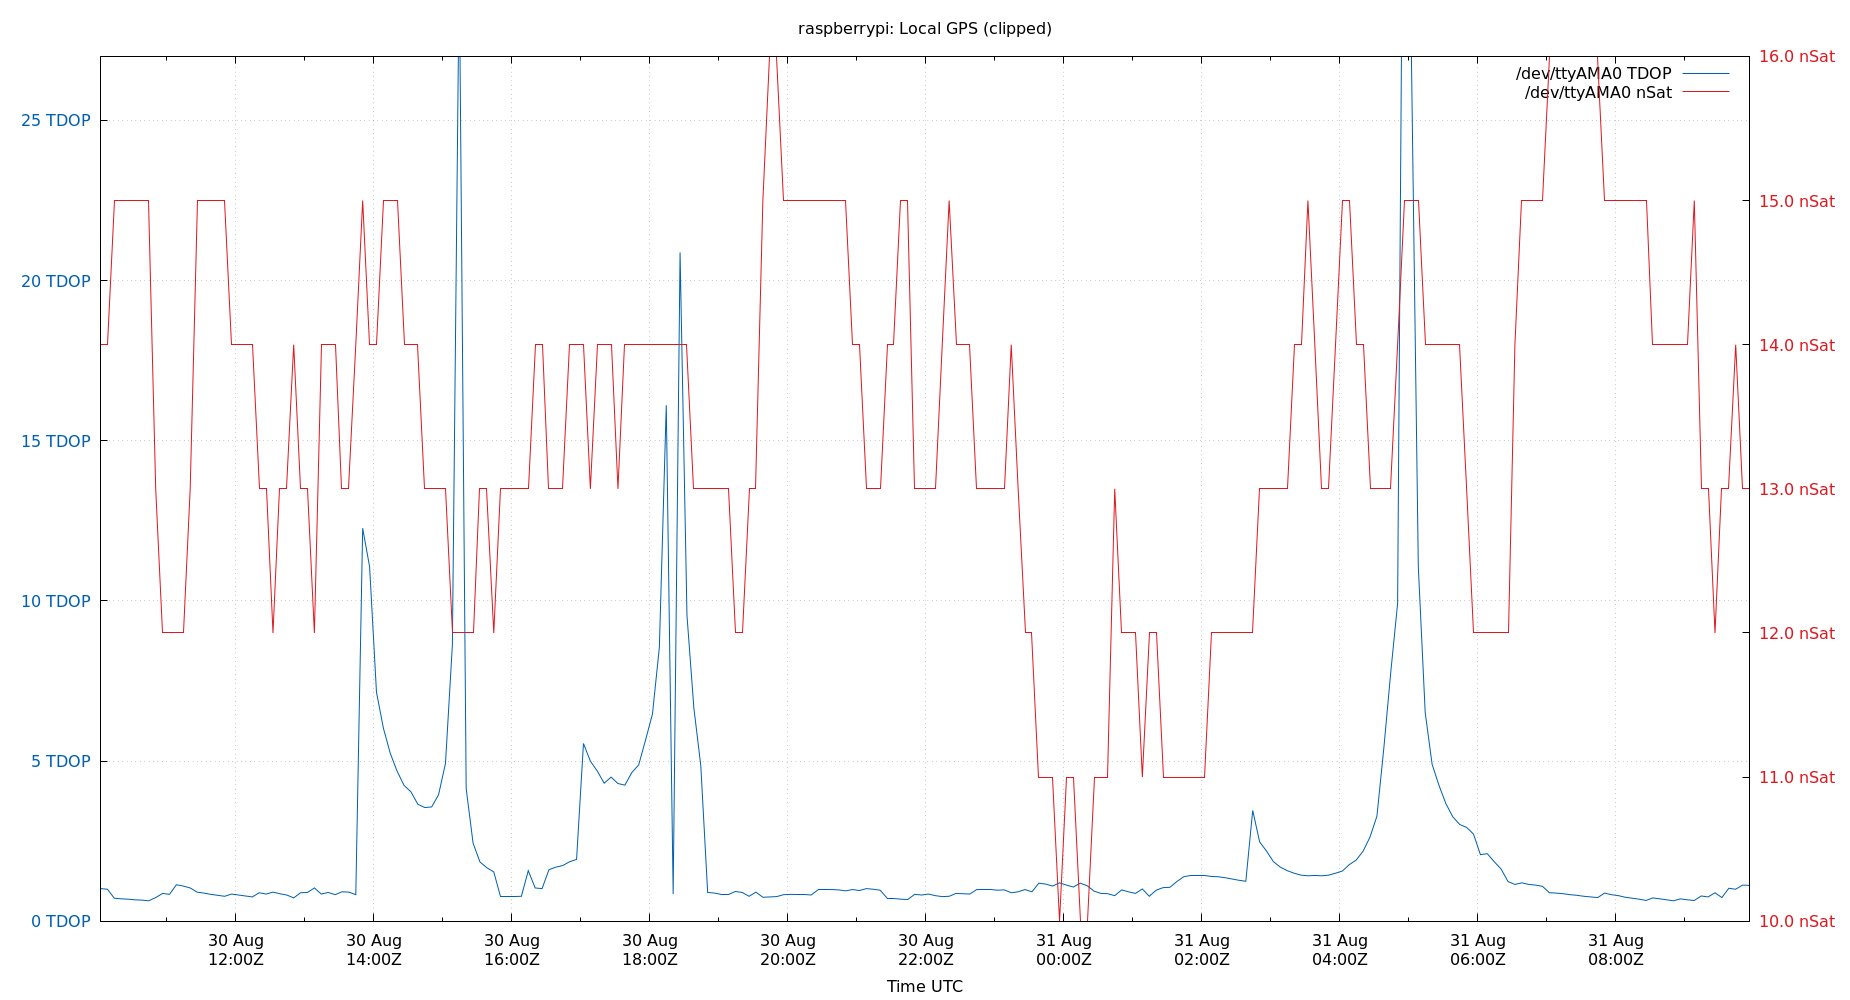 raspberrypi: Local GPS (clipped)
/dev/ttyAMA0 TDOP
/dev/ttyAMA0 nSat
25 TDOP
20 TDOP
15 TDOP
10 TDOP
5 TDOP
0 TDOP
16.0 nSat
15.0 nSat
14.0 nSat
13.0 nSat
12.0 nSat
11.0 nSat
10.0 nSat
30 Aug
12:00Z
30 Aug
14:00Z
30 Aug
16:00Z
30 Aug
18:00Z
30 Aug
20:00Z
30 Aug
22:00Z
31 Aug
00:00Z
31 Aug
02:00Z
31 Aug
04:00Z
31 Aug
06:00Z
31 Aug
08:00Z
Time UTC